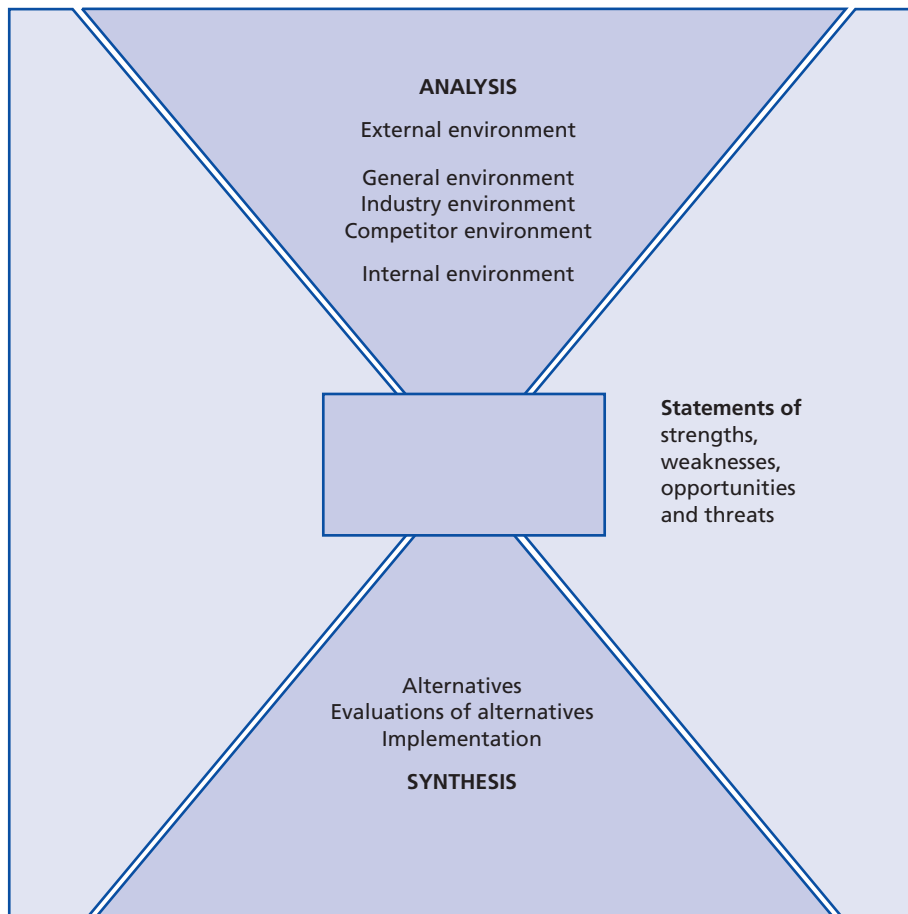 ANALYSIS
External environment
General environment
Industry environment
Competitor environment
Internal environment
Statements of
strengths,
weaknesses,
opportunities
and threats
Alternatives
Evaluations of alternatives
Implementation
SYNTHESIS